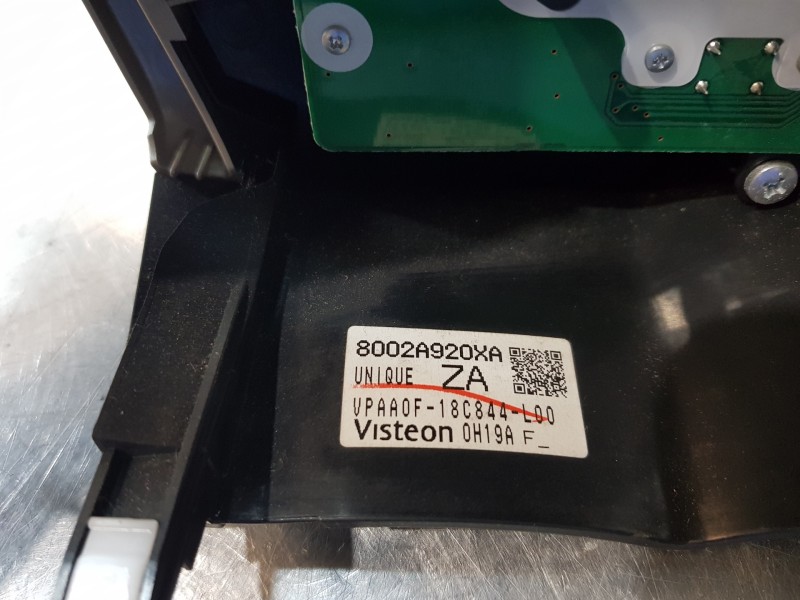 8002A920XA
UNIQUE ZA
VPAA0F-18C844-L00
Visteon 0H19A F_